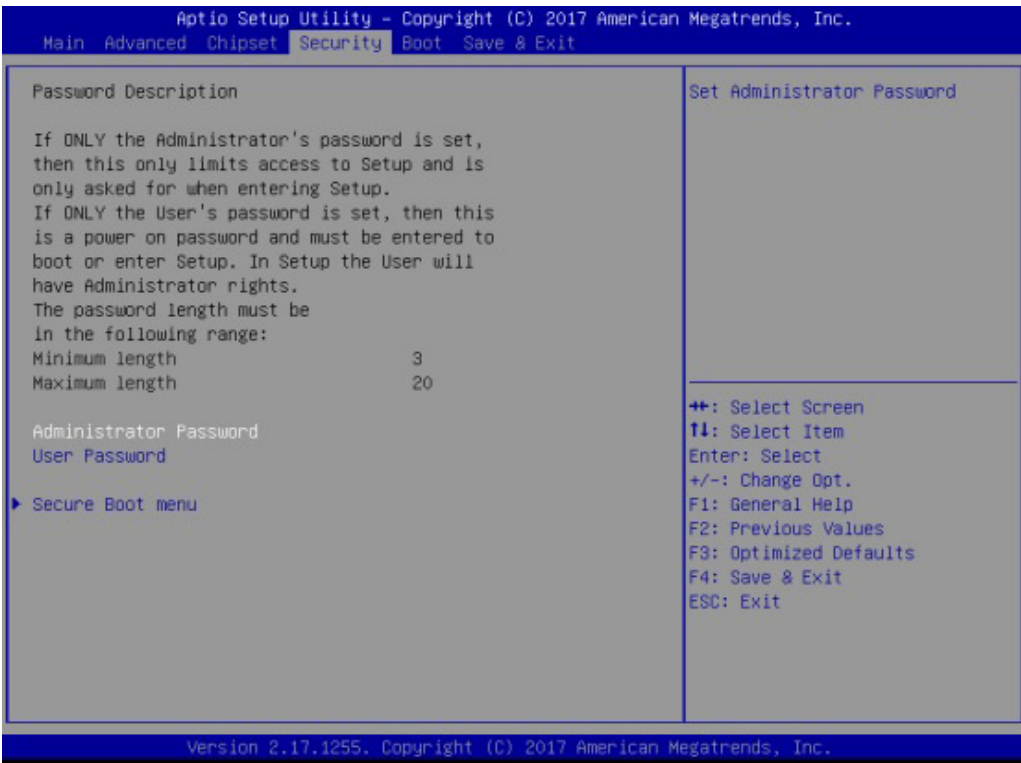 Aptio Setup Utility – Copyright (C) 2017 American Megatrends, Inc.
Main Advanced Chipset Security Boot Save & Exit
Password Description
If ONLY the Administrator's password is set,
then this only limits access to Setup and is
only asked for when entering Setup.
If ONLY the User's password is set, then this
is a power on password and must be entered to
boot or enter Setup. In Setup the User will
have Administrator rights.
The password length must be
in the following range:
Minimum length 3
Maximum length 20
Administrator Password
User Password
Secure Boot menu
Set Administrator Password
→←: Select Screen
↑↓: Select Item
Enter: Select
+/-: Change Opt.
F1: General Help
F2: Previous Values
F3: Optimized Defaults
F4: Save & Exit
ESC: Exit
Version 2.17.1255. Copyright (C) 2017 American Megatrends, Inc.